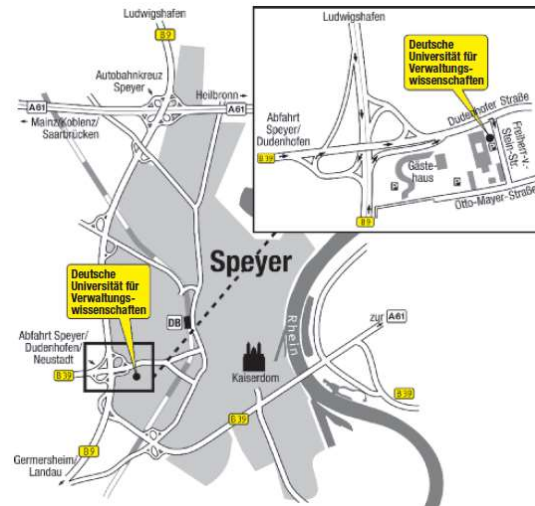 Ludwigshafen
B9
Autobahnkreuz
Speyer
Heilbronn
A61
A61
Mainz/Koblenz/
Saarbrücken
Speyer
Deutsche
Universität für
Verwaltungs-
wissenschaften
DB
Abfahrt Speyer/
Dudenhofen/
Neustadt
B39
Kaiserdom
Rhein
zur A61
B39
B39
B9
Germersheim/
Landau
Ludwigshafen
B9
Deutsche
Universität für
Verwaltungs-
wissenschaften
Dudenhofer Straße
Abfahrt
Speyer/
Dudenhofen
B39
Gäste-
haus
P
P
P
Freiherr-v.-
Stein-Str.
Otto-Mayer-Straße
B9